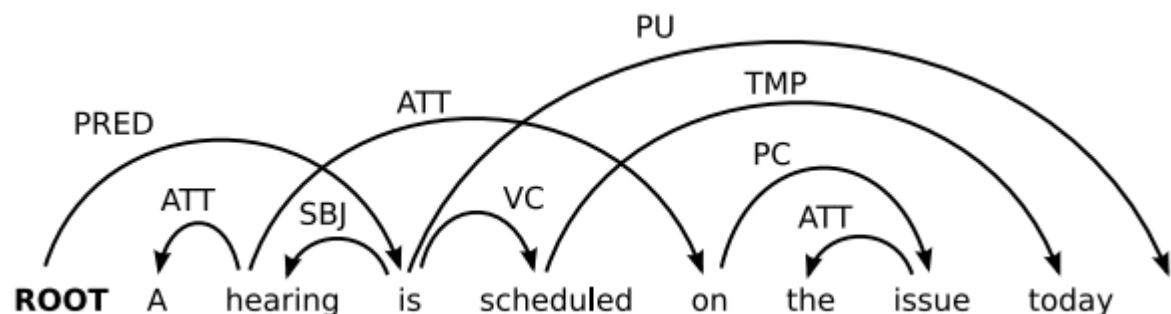 PU
TMP
ATT
PRED
PC
ATT
SBJ
VC
ATT
ROOT A hearing is scheduled on the issue today